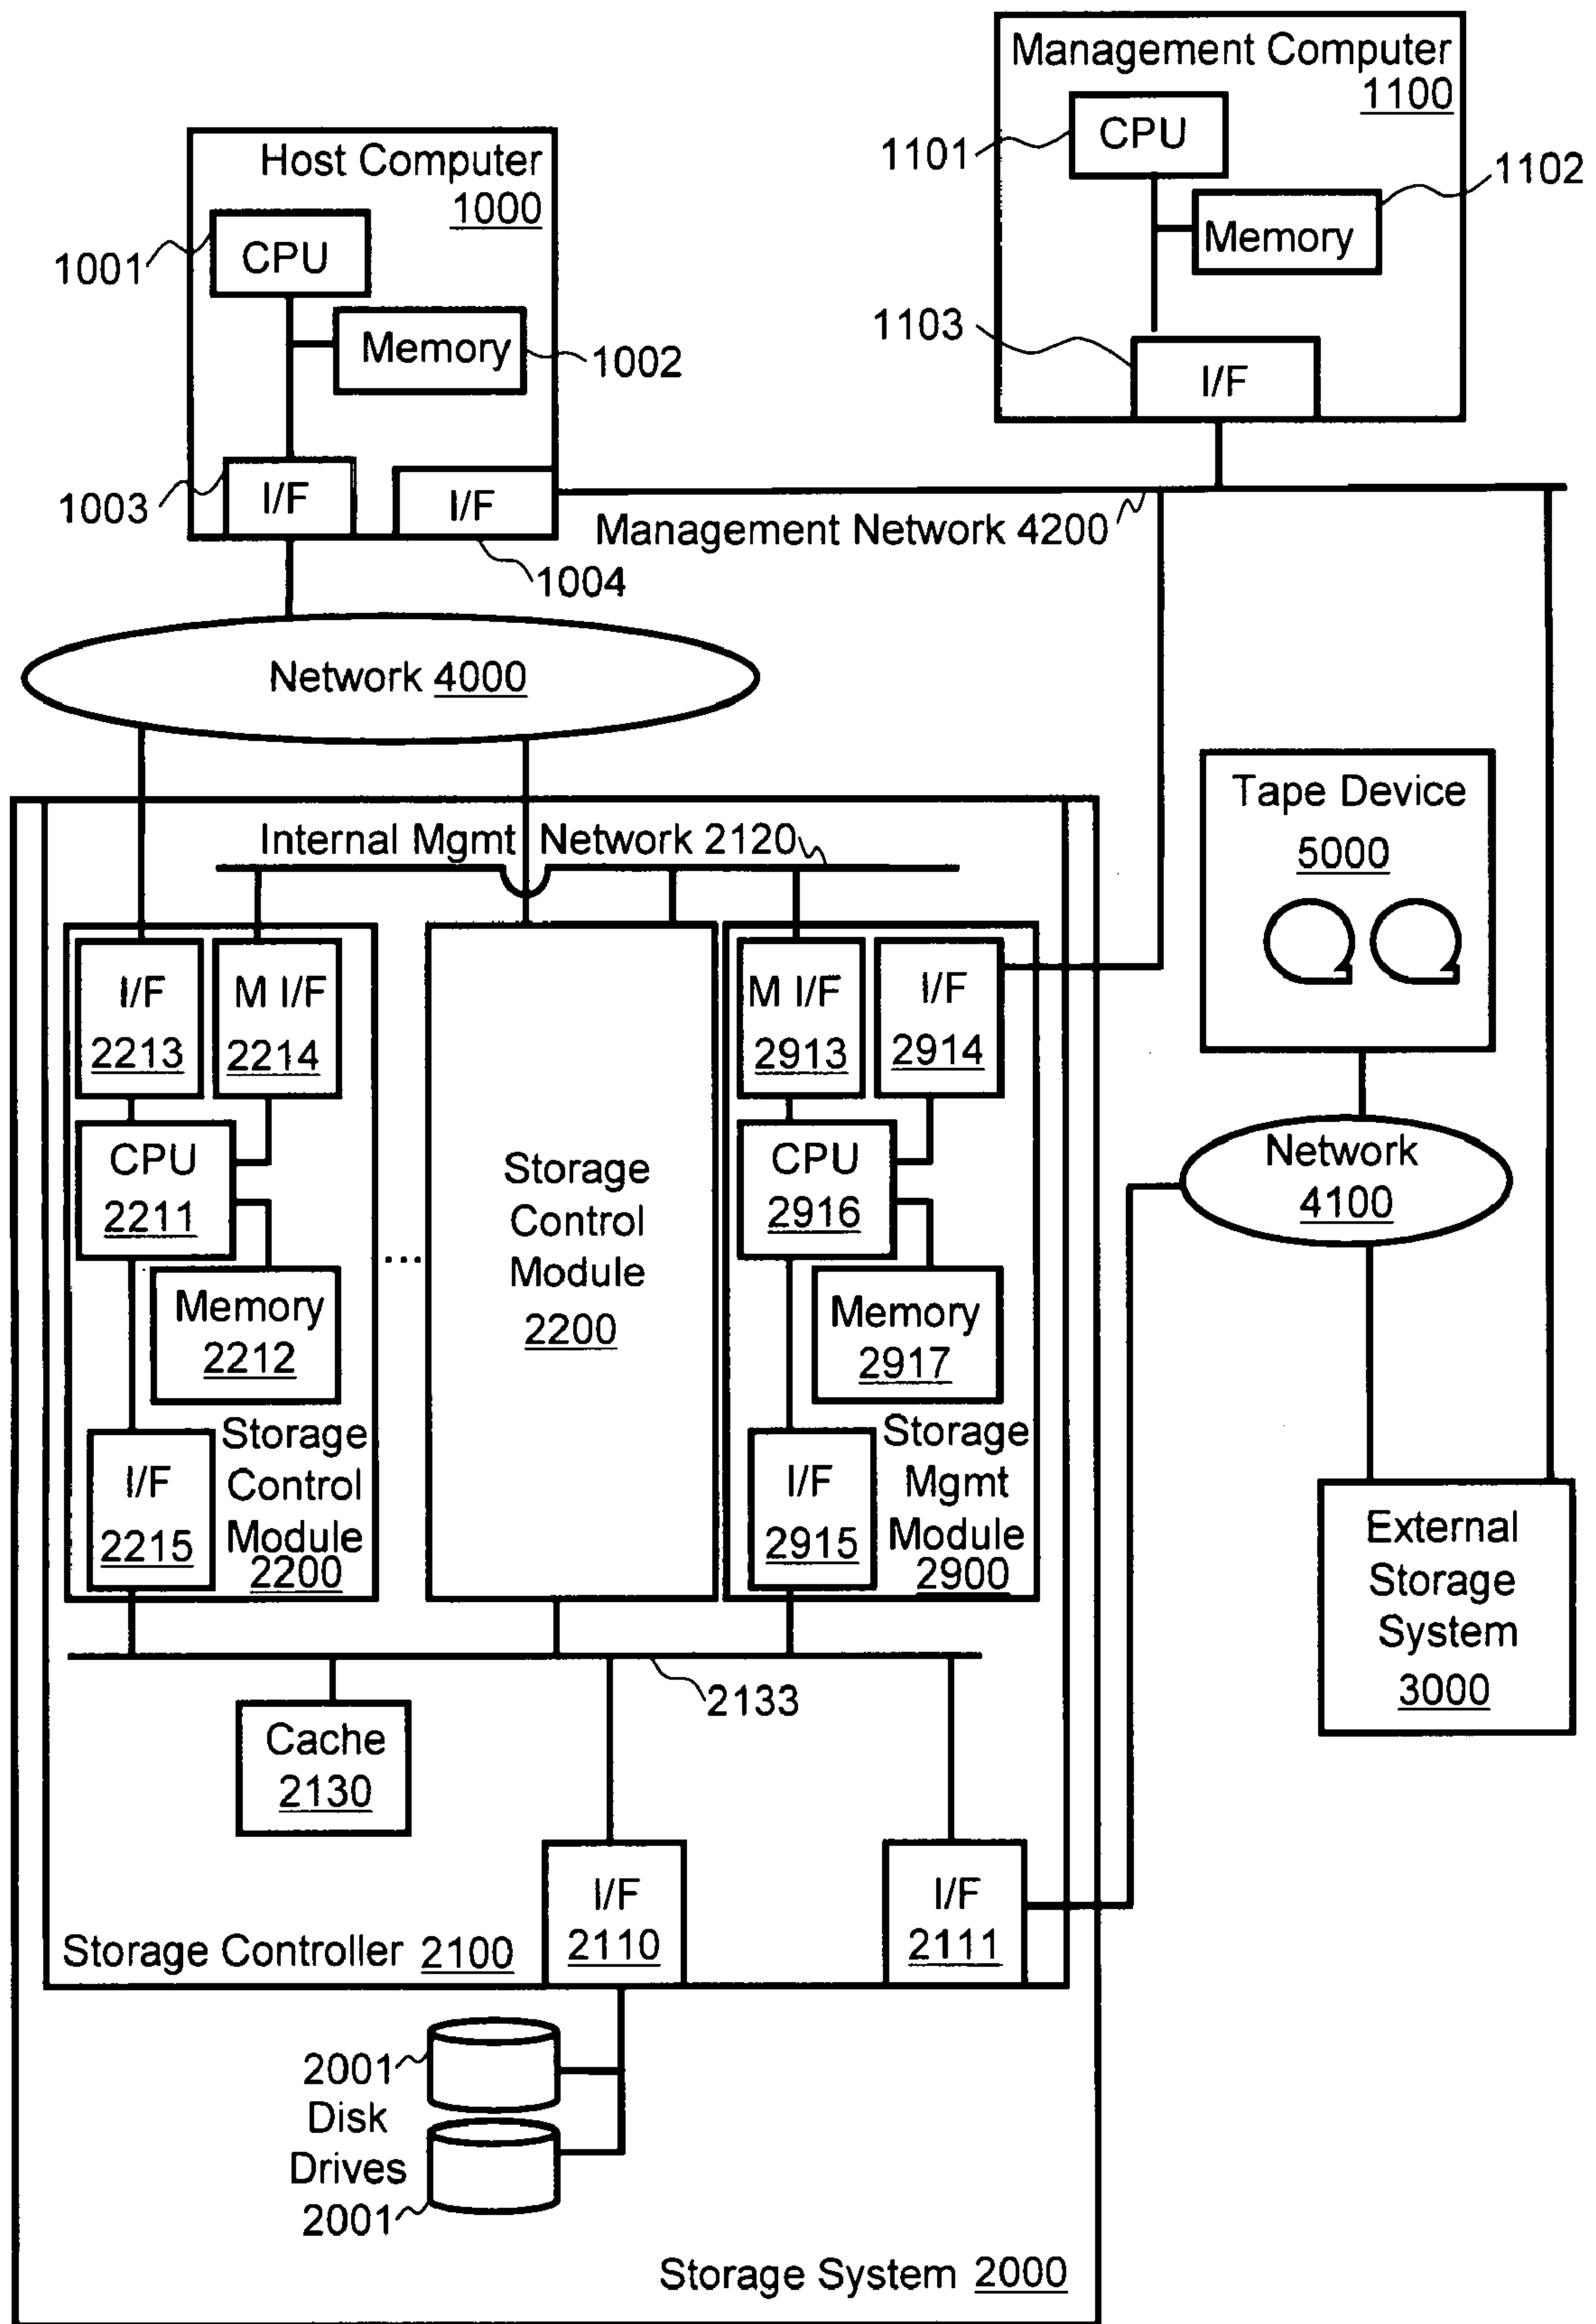 Management Computer
1100
CPU
1101
Memory
1102
1103
I/F
Host Computer
1000
CPU
1001
Memory
1002
1003
I/F
I/F
1004
Management Network 4200
Network 4000
Tape Device
5000
Internal Mgmt Network 2120
I/F
2213
M I/F
2214
CPU
2211
Memory
2212
I/F
2215
Storage
Control
Module
2200
...
Storage
Control
Module
2200
M I/F
2913
I/F
2914
CPU
2916
Memory
2917
I/F
2915
Storage
Mgmt
Module
2900
Network
4100
External
Storage
System
3000
2133
Cache
2130
I/F
2110
I/F
2111
Storage Controller 2100
2001
Disk
Drives
2001
Storage System 2000